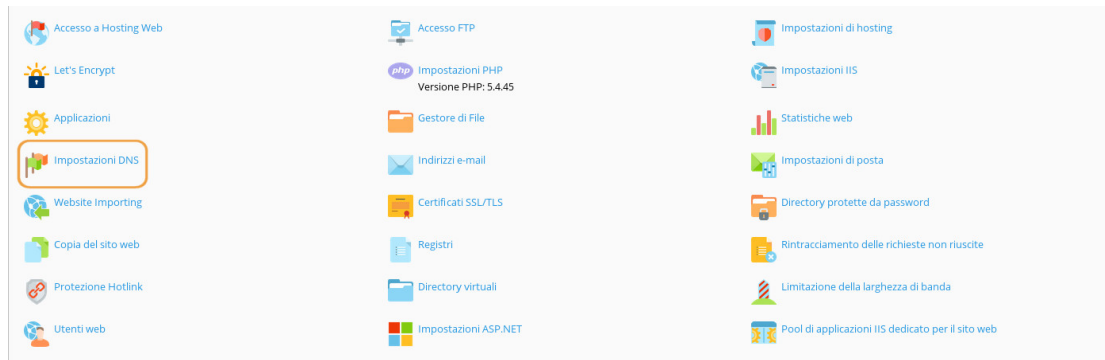 Accesso a Hosting Web
Accesso FTP
Impostazioni di hosting
Let's Encrypt
php Impostazioni PHP
Versione PHP: 5.4.45
Impostazioni IIS
Applicazioni
Gestore di File
Statistiche web
Impostazioni DNS
Indirizzi e-mail
Impostazioni di posta
Website Importing
Certificati SSL/TLS
Directory protette da password
Copia del sito web
Registri
Rintracciamento delle richieste non riuscite
Protezione Hotlink
Directory virtuali
Limitazione della larghezza di banda
Utenti web
Impostazioni ASP.NET
Pool di applicazioni IIS dedicato per il sito web